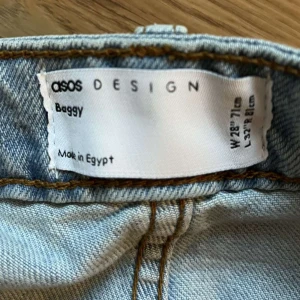 asos DESIGN
Baggy
Made in Egypt
W 28" 71cm
L 32" R 81cm